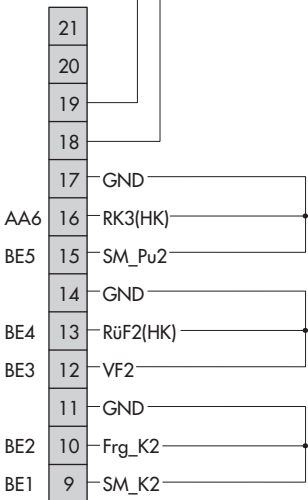 21
20
19
18
17 GND
AA6 16 RK3(HK)
BE5 15 SM_Pu2
14 GND
BE4 13 RüF2(HK)
BE3 12 VF2
11 GND
BE2 10 Frg_K2
BE1 9 SM_K2